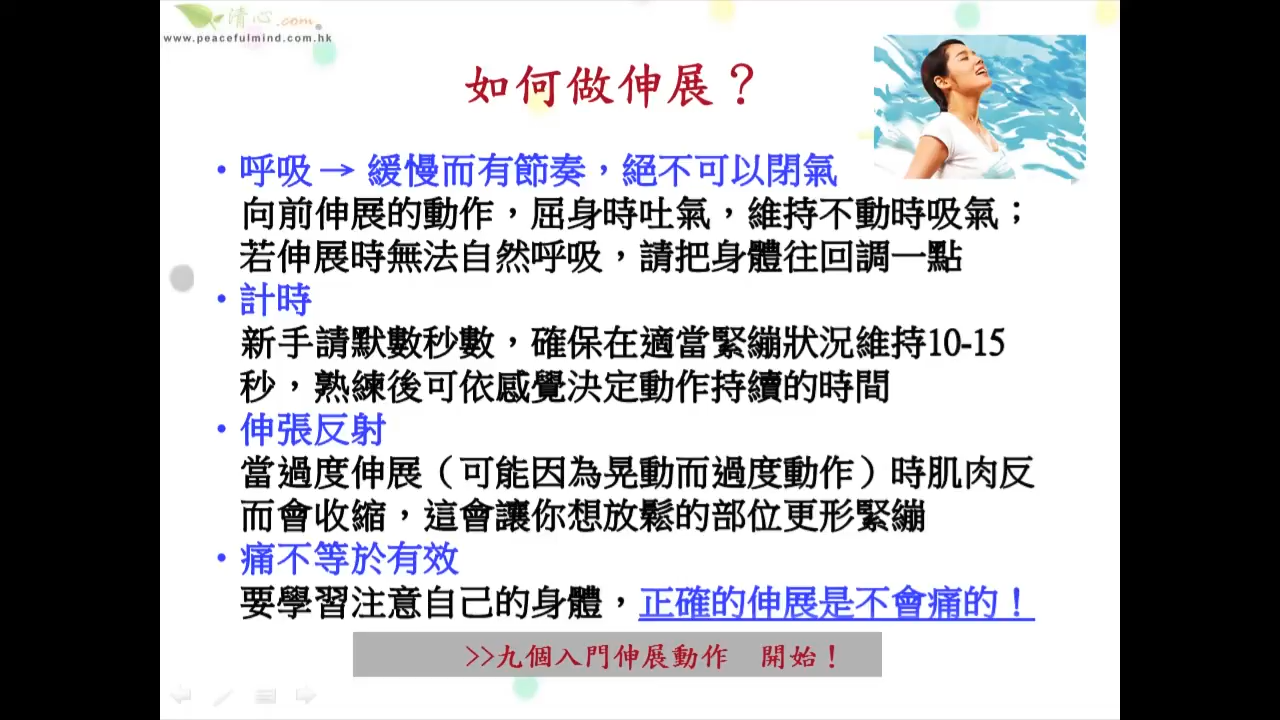 清心.com
www.peacefulmind.com.hk
如何做伸展？
•呼吸→ 緩慢而有節奏，絕不可以閉氣
向前伸展的動作，屈身時吐氣，維持不動時吸氣；
若伸展時無法自然呼吸，請把身體往回調一點
•計時
新手請默數秒數，確保在適當緊繃狀況維持10-15
秒，熟練後可依感覺決定動作持續的時間
•伸張反射
當過度伸展（可能因為晃動而過度動作）時肌肉反
而會收縮，這會讓你想放鬆的部位更形緊繃
•痛不等於有效
要學習注意自己的身體，正確的伸展是不會痛的！
>>九個入門伸展動作　開始！